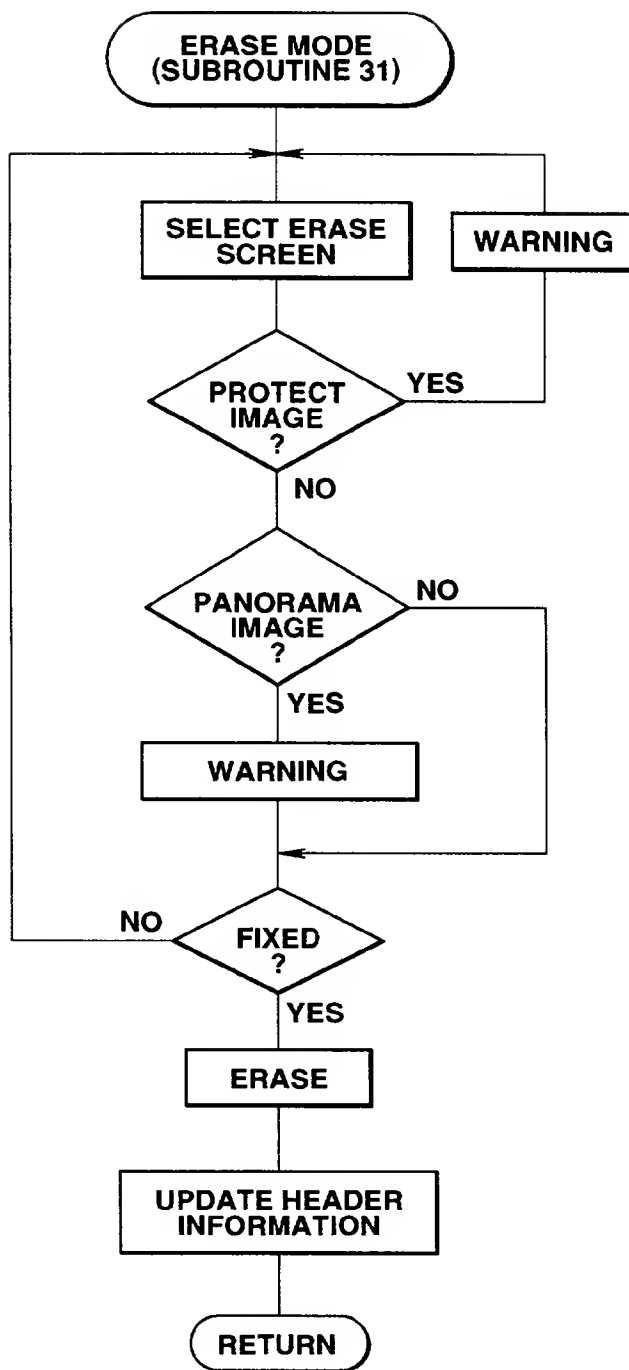 ERASE MODE
(SUBROUTINE 31)
SELECT ERASE
SCREEN
WARNING
PROTECT
IMAGE
?
YES
NO
PANORAMA
IMAGE
?
NO
YES
WARNING
NO
FIXED
?
YES
ERASE
UPDATE HEADER
INFORMATION
RETURN